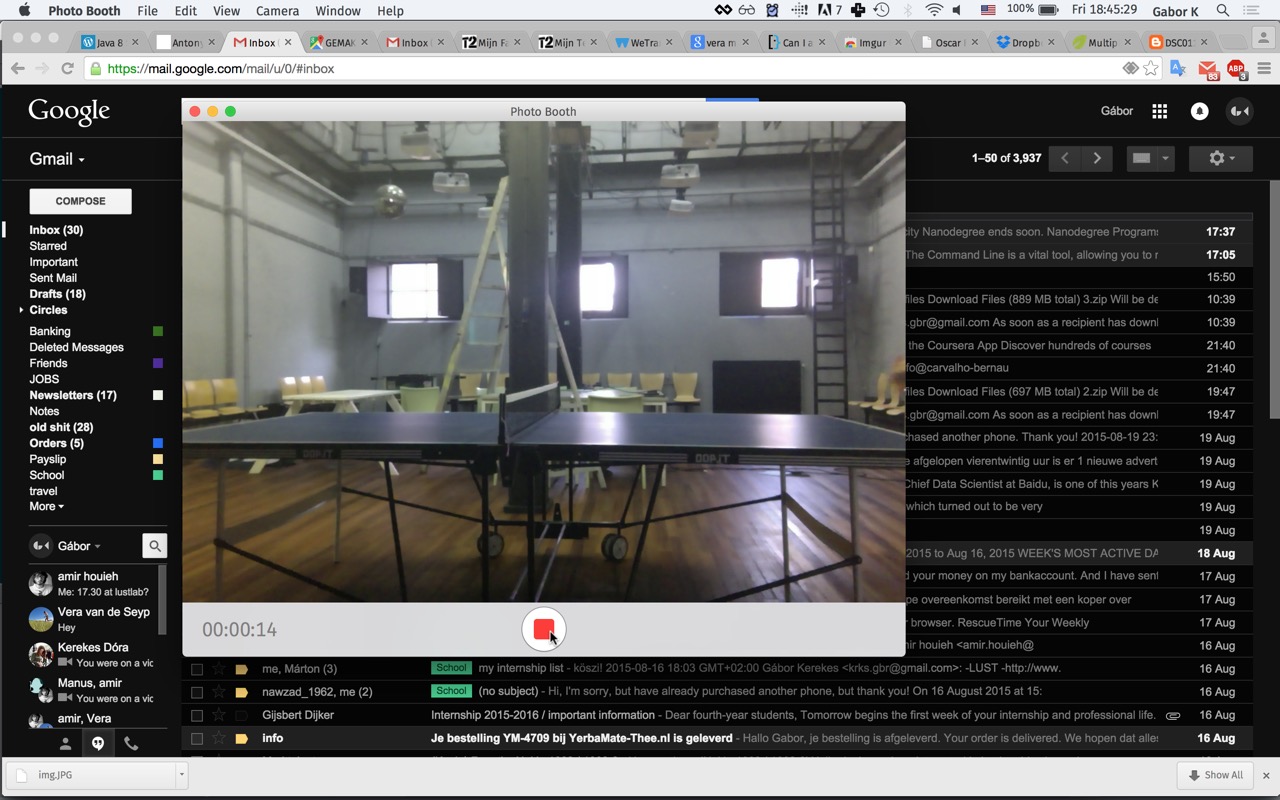 Photo Booth File Edit View Camera Window Help 7 100% Fri 18:45:29 Gabor K
Java 8 Antony Inbox ( GEMAK Inbox ( T2 Mijn Fa T2 Mijn T WeTra vera m Can I a Imgur Oscar Dropb Multip DSC01
https://mail.google.com/mail/u/0/#inbox 83 ABP 3
Google
Photo Booth
Gábor
Gmail
1–50 of 3,937
COMPOSE
Inbox (30)
Starred
Important
Sent Mail
Drafts (18)
Circles
Banking
Deleted Messages
Friends
JOBS
Newsletters (17)
Notes
old shit (28)
Orders (5)
Payslip
School
travel
More
Gábor
amir houieh
Me: 17.30 at lustlab?
Vera van de Seyp
Hey
Kerekes Dóra
You were on a vic
Manus, amir
You were on a vic
amir, Vera
city Nanodegree ends soon. Nanodegree Programs 17:37
The Command Line is a vital tool, allowing you to r 17:05
15:50
files Download Files (889 MB total) 3.zip Will be de 10:39
s.gbr@gmail.com As soon as a recipient has downl 10:39
the Coursera App Discover hundreds of courses 21:40
nfo@carvalho-bernau 21:40
files Download Files (697 MB total) 2.zip Will be de 19:47
s.gbr@gmail.com As soon as a recipient has downl 19:47
chased another phone. Thank you! 2015-08-19 23: 19 Aug
e afgelopen vierentwintig uur is er 1 nieuwe advert 19 Aug
Chief Data Scientist at Baidu, is one of this years K 19 Aug
which turned out to be very 19 Aug
19 Aug
2015 to Aug 16, 2015 WEEK'S MOST ACTIVE DA 18 Aug
d your money on my bankaccount. And I have sent 17 Aug
pe overeenkomst bereikt met een koper over 17 Aug
r browser. RescueTime Your Weekly 17 Aug
mir houieh <amir.houieh@ 16 Aug
00:00:14
me, Márton (3) School my internship list - köszi! 2015-08-16 18:03 GMT+02:00 Gábor Kerekes <krks.gbr@gmail.com>: -LUST -http://www. 16 Aug
nawzad_1962, me (2) School (no subject) - Hi, I'm sorry, but have already purchased another phone, but thank you! On 16 August 2015 at 15: 16 Aug
Gijsbert Dijker Internship 2015-2016 / important information - Dear fourth-year students, Tomorrow begins the first week of your internship and professional life. 16 Aug
info Je bestelling YM-4709 bij YerbaMate-Thee.nl is geleverd - Hallo Gabor, je bestelling is afgeleverd. Your order is delivered. We hopen dat alles 16 Aug
img.JPG Show All